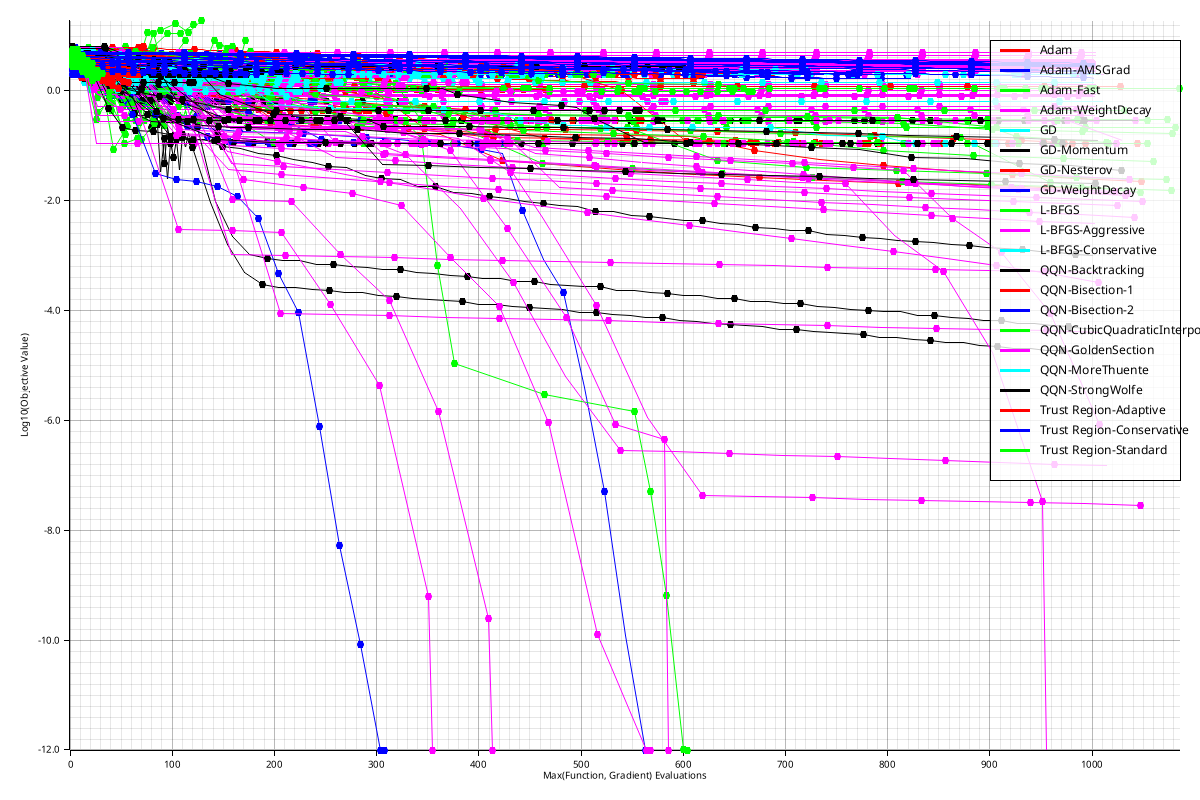 Log10(Objective Value)
0.0
-2.0
-4.0
-6.0
-8.0
-10.0
-12.0
0 100 200 300 400 500 600 700 800 900 1000
Max(Function, Gradient) Evaluations
Adam
Adam-AMSGrad
Adam-Fast
Adam-WeightDecay
GD
GD-Momentum
GD-Nesterov
GD-WeightDecay
L-BFGS
L-BFGS-Aggressive
L-BFGS-Conservative
QQN-Backtracking
QQN-Bisection-1
QQN-Bisection-2
QQN-CubicQuadraticInterpo
QQN-GoldenSection
QQN-MoreThuente
QQN-StrongWolfe
Trust Region-Adaptive
Trust Region-Conservative
Trust Region-Standard